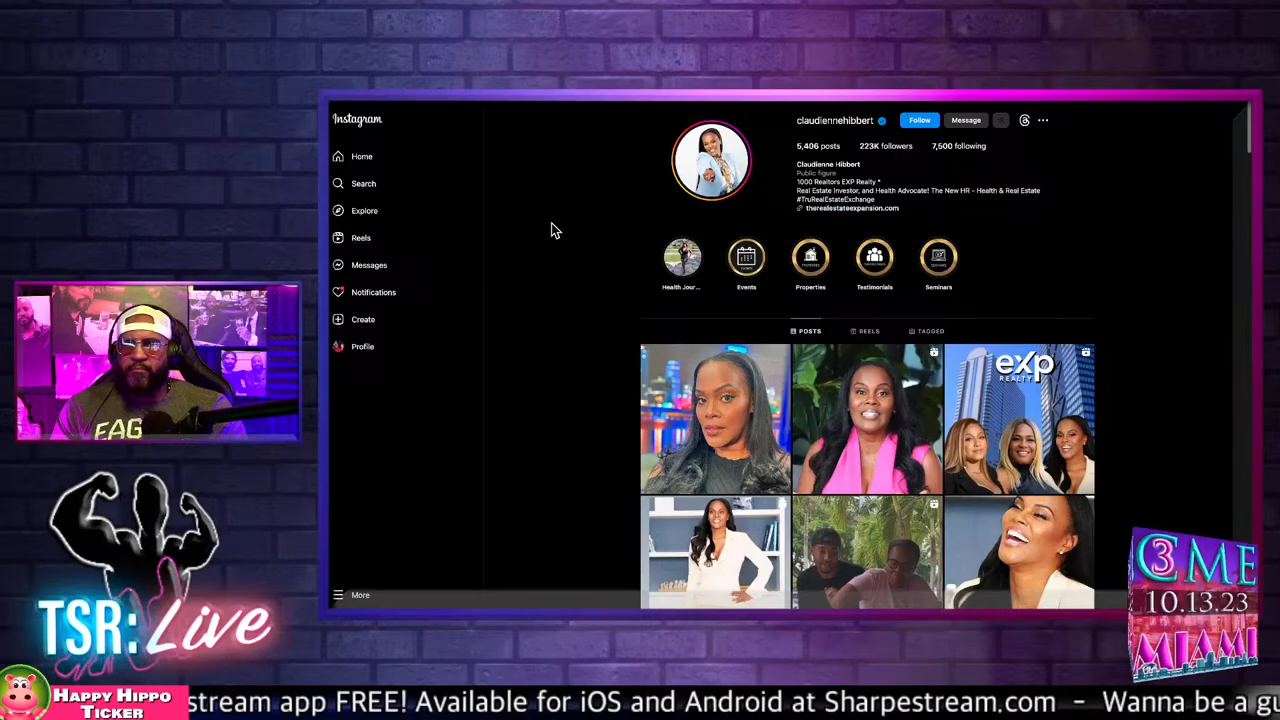 Instagram
Home
Search
Explore
Reels
Messages
Notifications
Create
Profile
More
claudiennehibbert
Follow
Message
5,406 posts
223K followers
7,500 following
Claudienne Hibbert
Public figure
1000 Realtors EXP Realty *
Real Estate Investor, and Health Advocate! The New HR - Health & Real Estate
#TruRealEstateExchange
therealestateexpansion.com
Health Jour...
Events
Properties
Testimonials
Seminars
POSTS
REELS
TAGGED
exp
REALTY
EAG
TSR: Live
3CME
10.13.23
MIAMI
HAPPY HIPPO
TICKER
stream app FREE! Available for iOS and Android at Sharpestream.com - Wanna be a gu